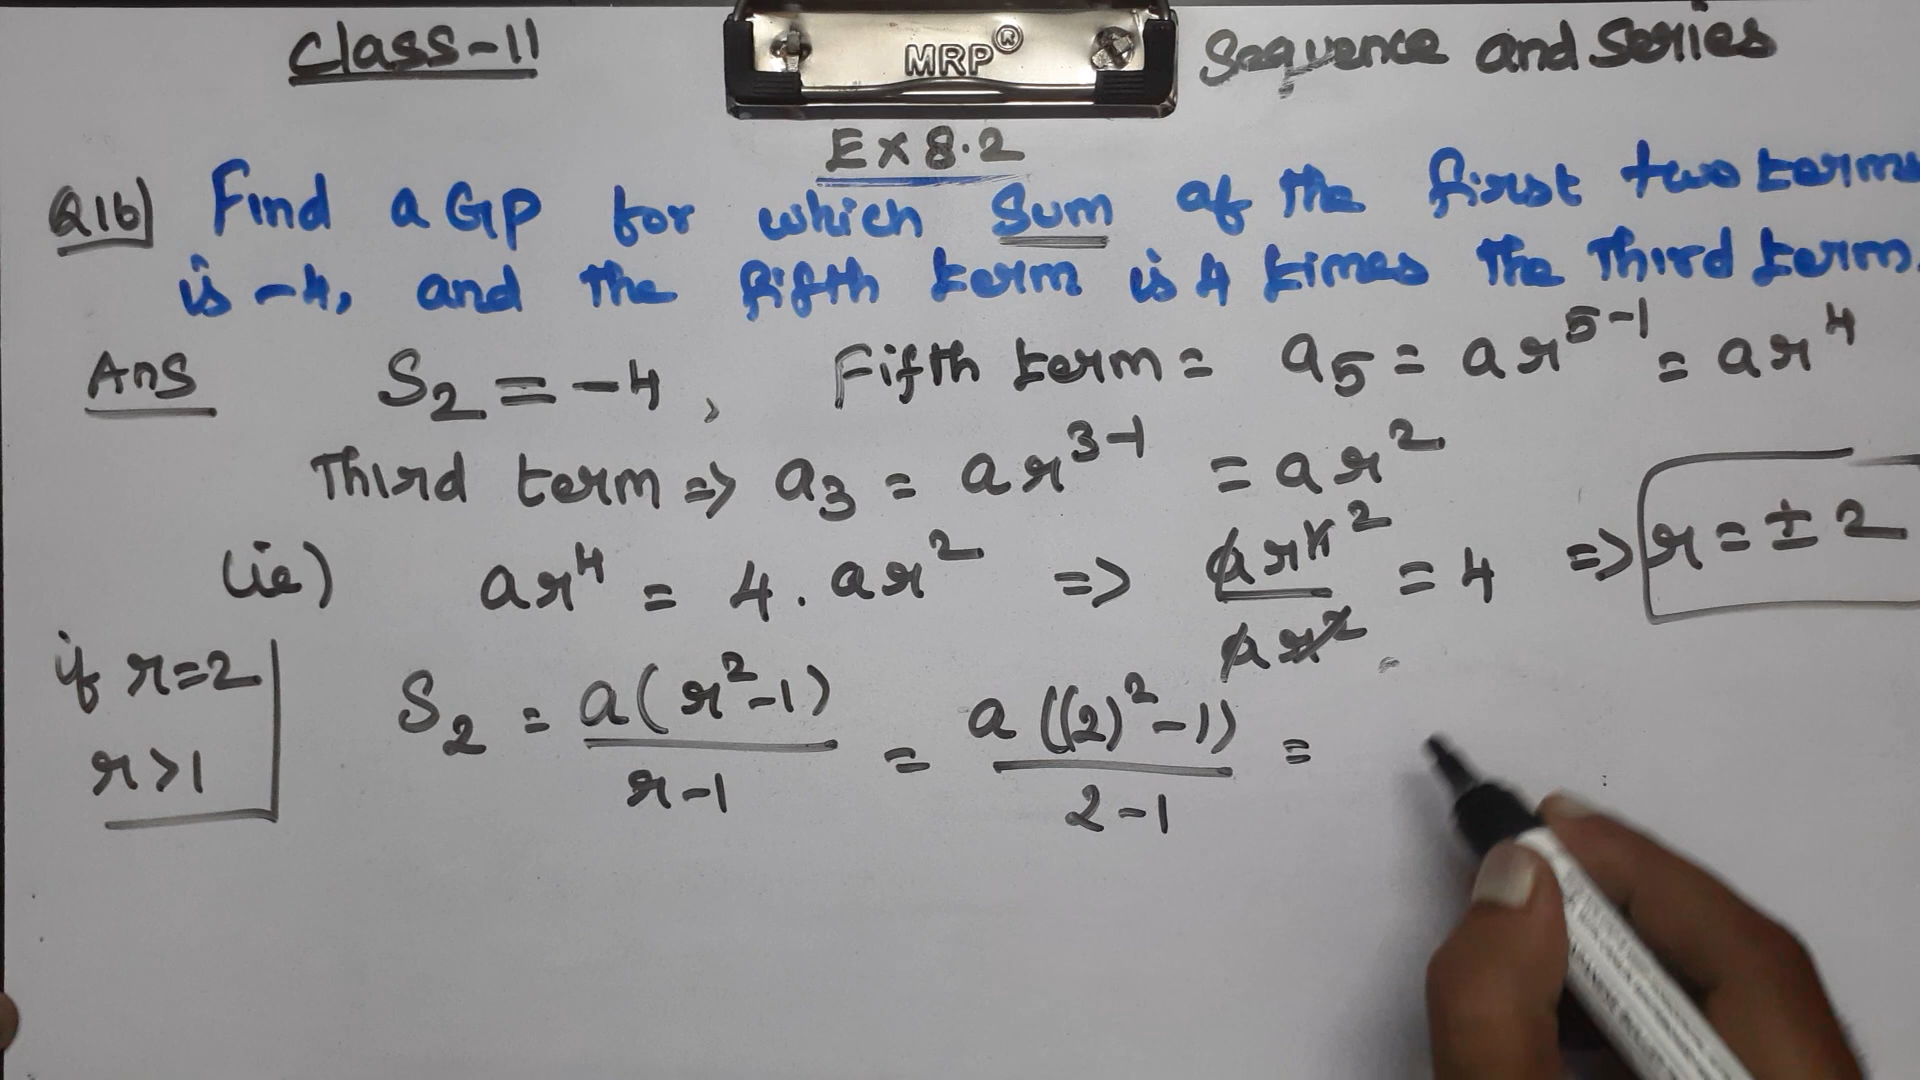 Class-11
MRP®
Sequence and Series
Ex 8.2
Q16) Find a GP for which Sum of the first two terms
is -4, and the fifth term is 4 times the Third term.
Ans S₂ = -4, Fifth term = a₅ = ar⁵⁻¹ = ar⁴
Third term => a₃ = ar³⁻¹ = ar²
(ie) ar⁴ = 4 . ar² => ar⁴ ² / ar² = 4 => r = ± 2
if r=2
r>1
S₂ = a(r²-1) / r-1 = a((2)²-1) / 2-1 =